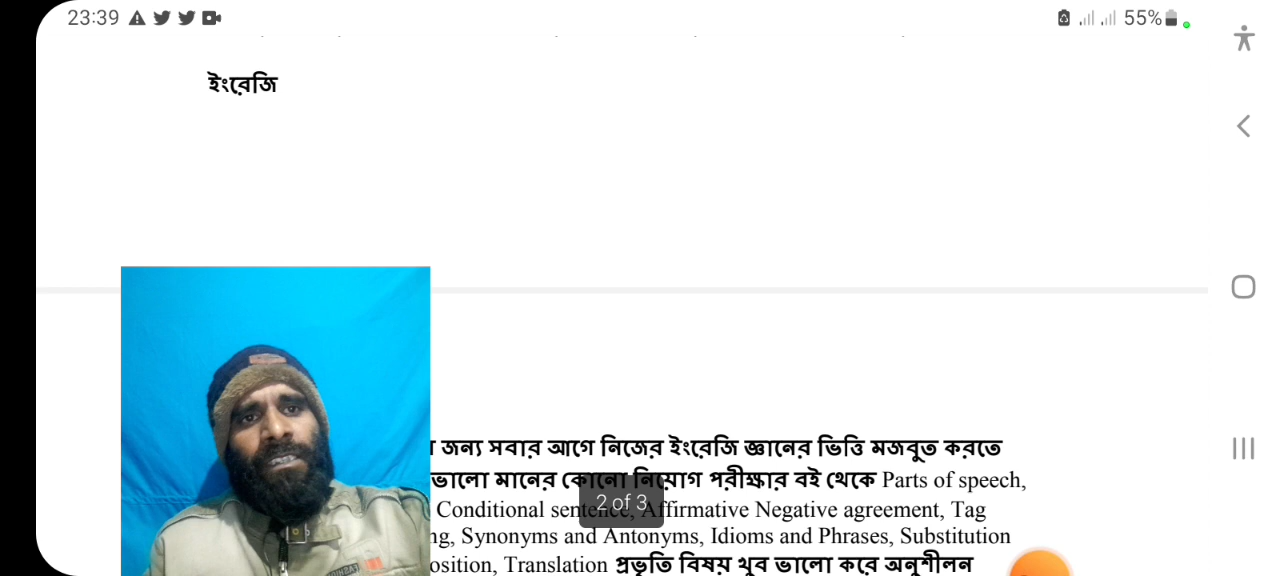 23:39 55%
ইংরেজি
জন্য সবার আগে নিজের ইংরেজি জ্ঞানের ভিত্তি মজবুত করতে
ভালো মানের কোনো নিয়োগ পরীক্ষার বই থেকে Parts of speech,
2 of 3
Conditional sentence, Affirmative Negative agreement, Tag
Synonyms and Antonyms, Idioms and Phrases, Substitution
Translation প্রভৃতি বিষয় খুব ভালো করে অনুশীলন